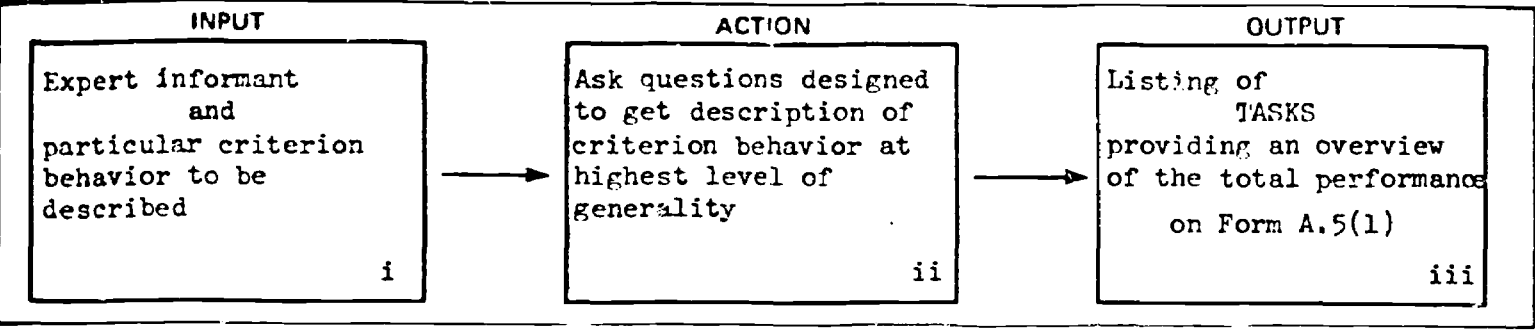 INPUT
Expert informant
and
particular criterion
behavior to be
described
i
ACTION
Ask questions designed
to get description of
criterion behavior at
highest level of
generality
ii
OUTPUT
Listing of
TASKS
providing an overview
of the total performance
on Form A.5(1)
iii